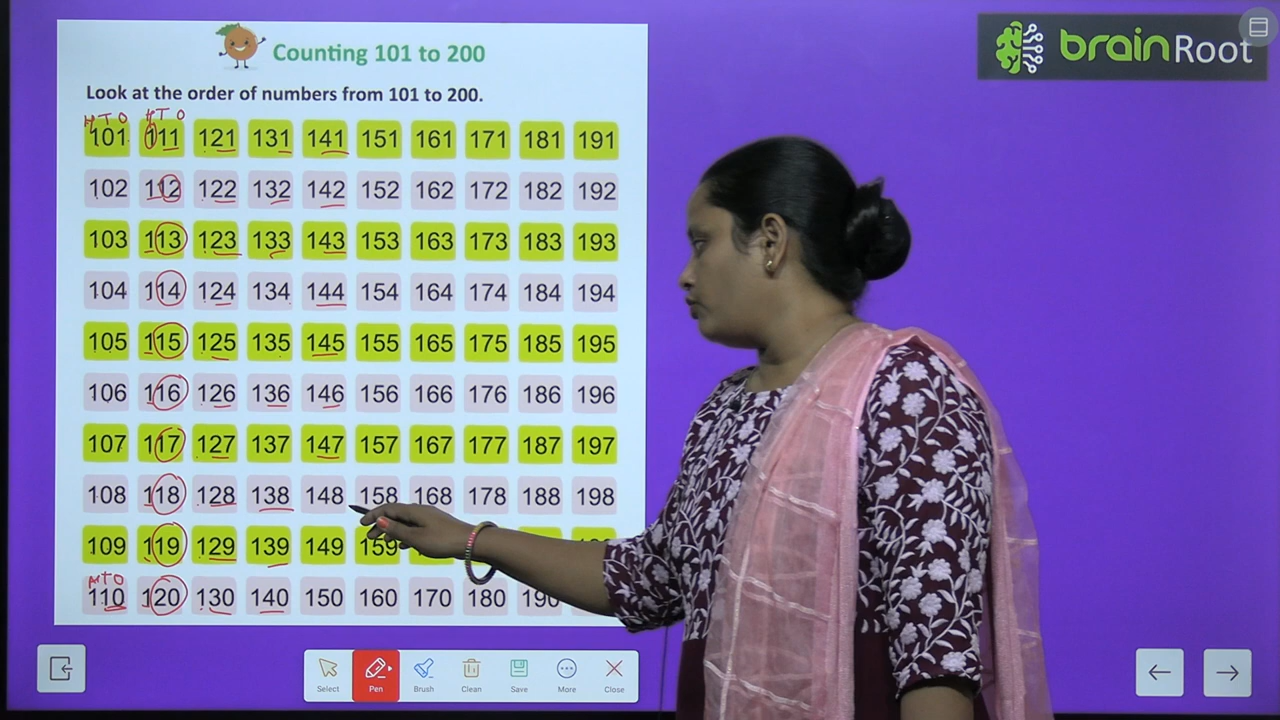 Counting 101 to 200
brainRoot
Look at the order of numbers from 101 to 200.
H T O H T O
101 111 121 131 141 151 161 171 181 191
102 112 122 132 142 152 162 172 182 192
103 113 123 133 143 153 163 173 183 193
104 114 124 134 144 154 164 174 184 194
105 115 125 135 145 155 165 175 185 195
106 116 126 136 146 156 166 176 186 196
107 117 127 137 147 157 167 177 187 197
108 118 128 138 148 158 168 178 188 198
109 119 129 139 149 159
H T O
110 120 130 140 150 160 170 180 190
Select Pen Brush Clean Save More Close